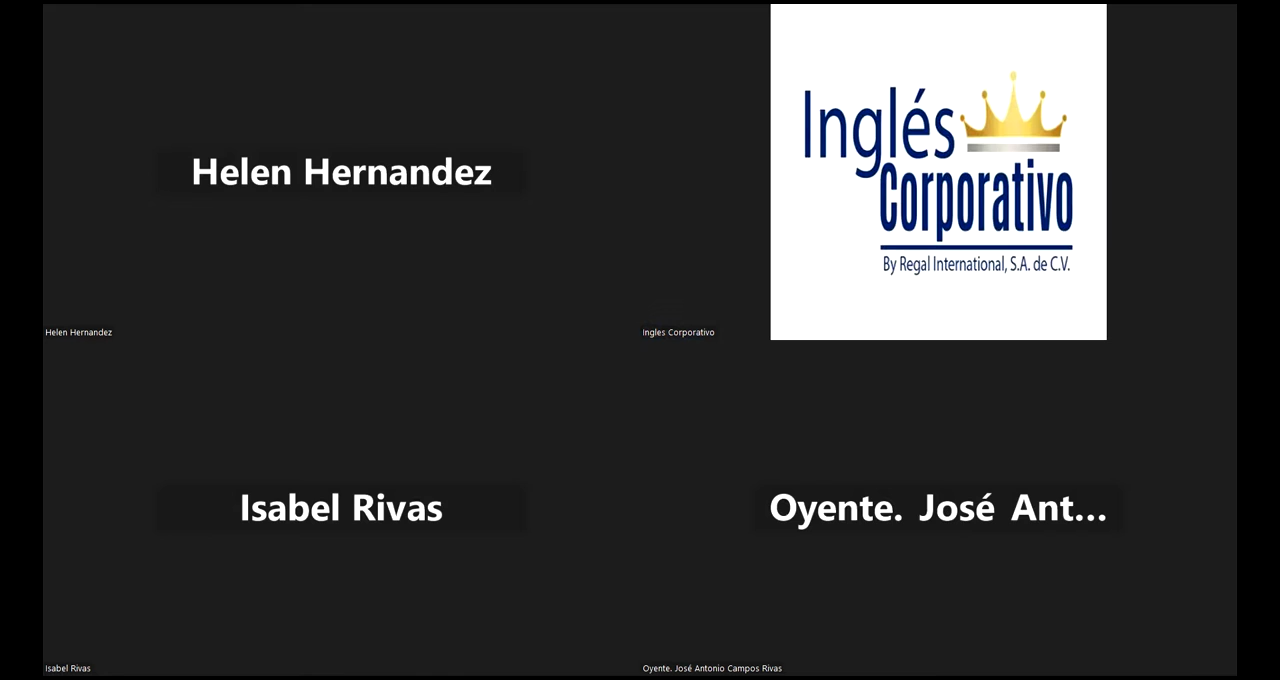 Helen Hernandez
Helen Hernandez
Inglés
Corporativo
By Regal International, S.A. de C.V.
Ingles Corporativo
Isabel Rivas
Isabel Rivas
Oyente. José Ant...
Oyente. José Antonio Campos Rivas